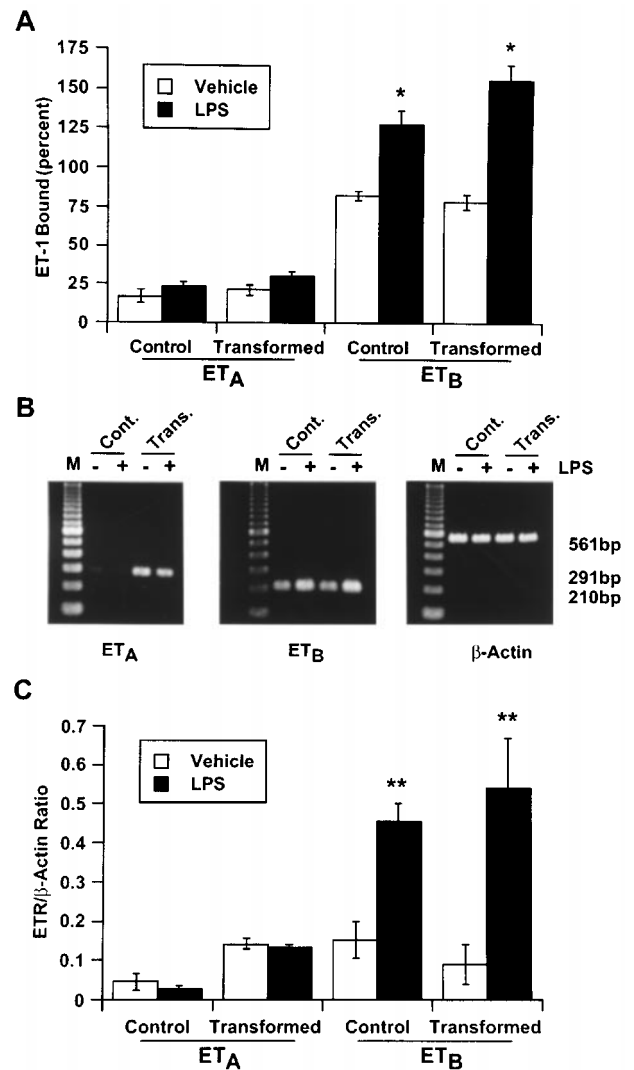 A
175
150
125
100
75
50
25
0
ET-1 Bound (percent)
Vehicle
LPS
*
*
Control Transformed Control Transformed
ETA ETB
B
Cont. Trans. Cont. Trans. Cont. Trans.
M - + - + M - + - + M - + - + LPS
561bp
291bp
210bp
ETA ETB β-Actin
C
0.7
0.6
0.5
0.4
0.3
0.2
0.1
0
ETR/β-Actin Ratio
Vehicle
LPS
**
**
Control Transformed Control Transformed
ETA ETB